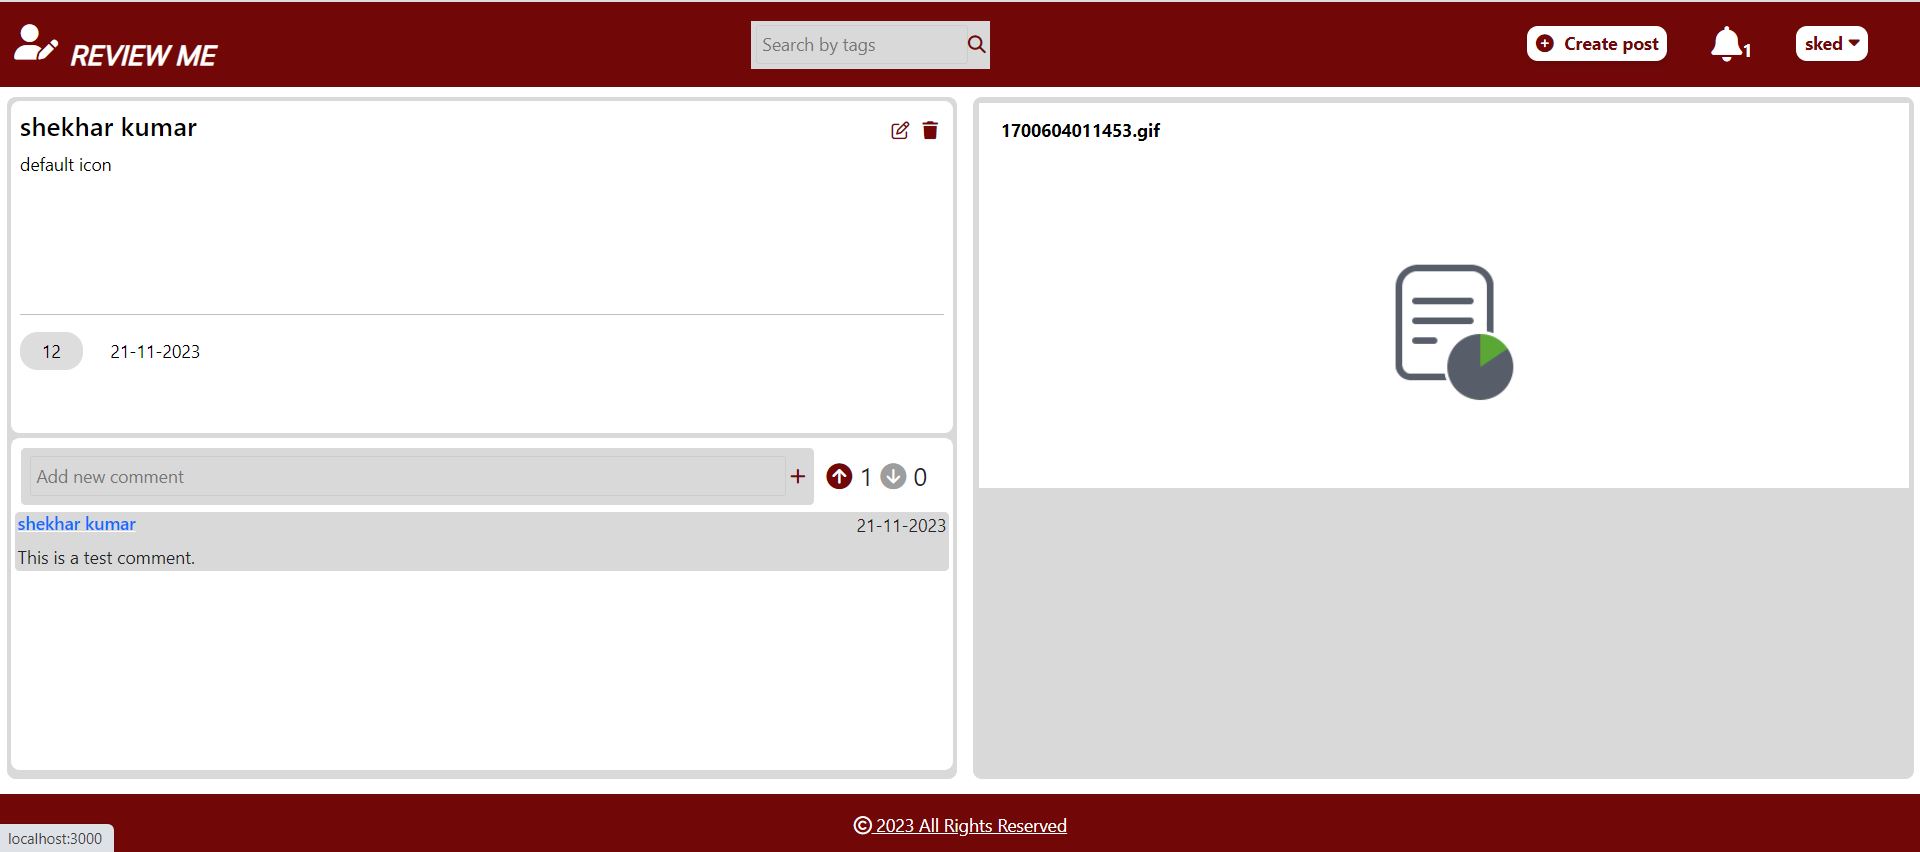 REVIEW ME
Search by tags
Create post
1
sked
shekhar kumar
default icon
12 21-11-2023
Add new comment + 1 0
shekhar kumar 21-11-2023
This is a test comment.
1700604011453.gif
© 2023 All Rights Reserved
localhost:3000